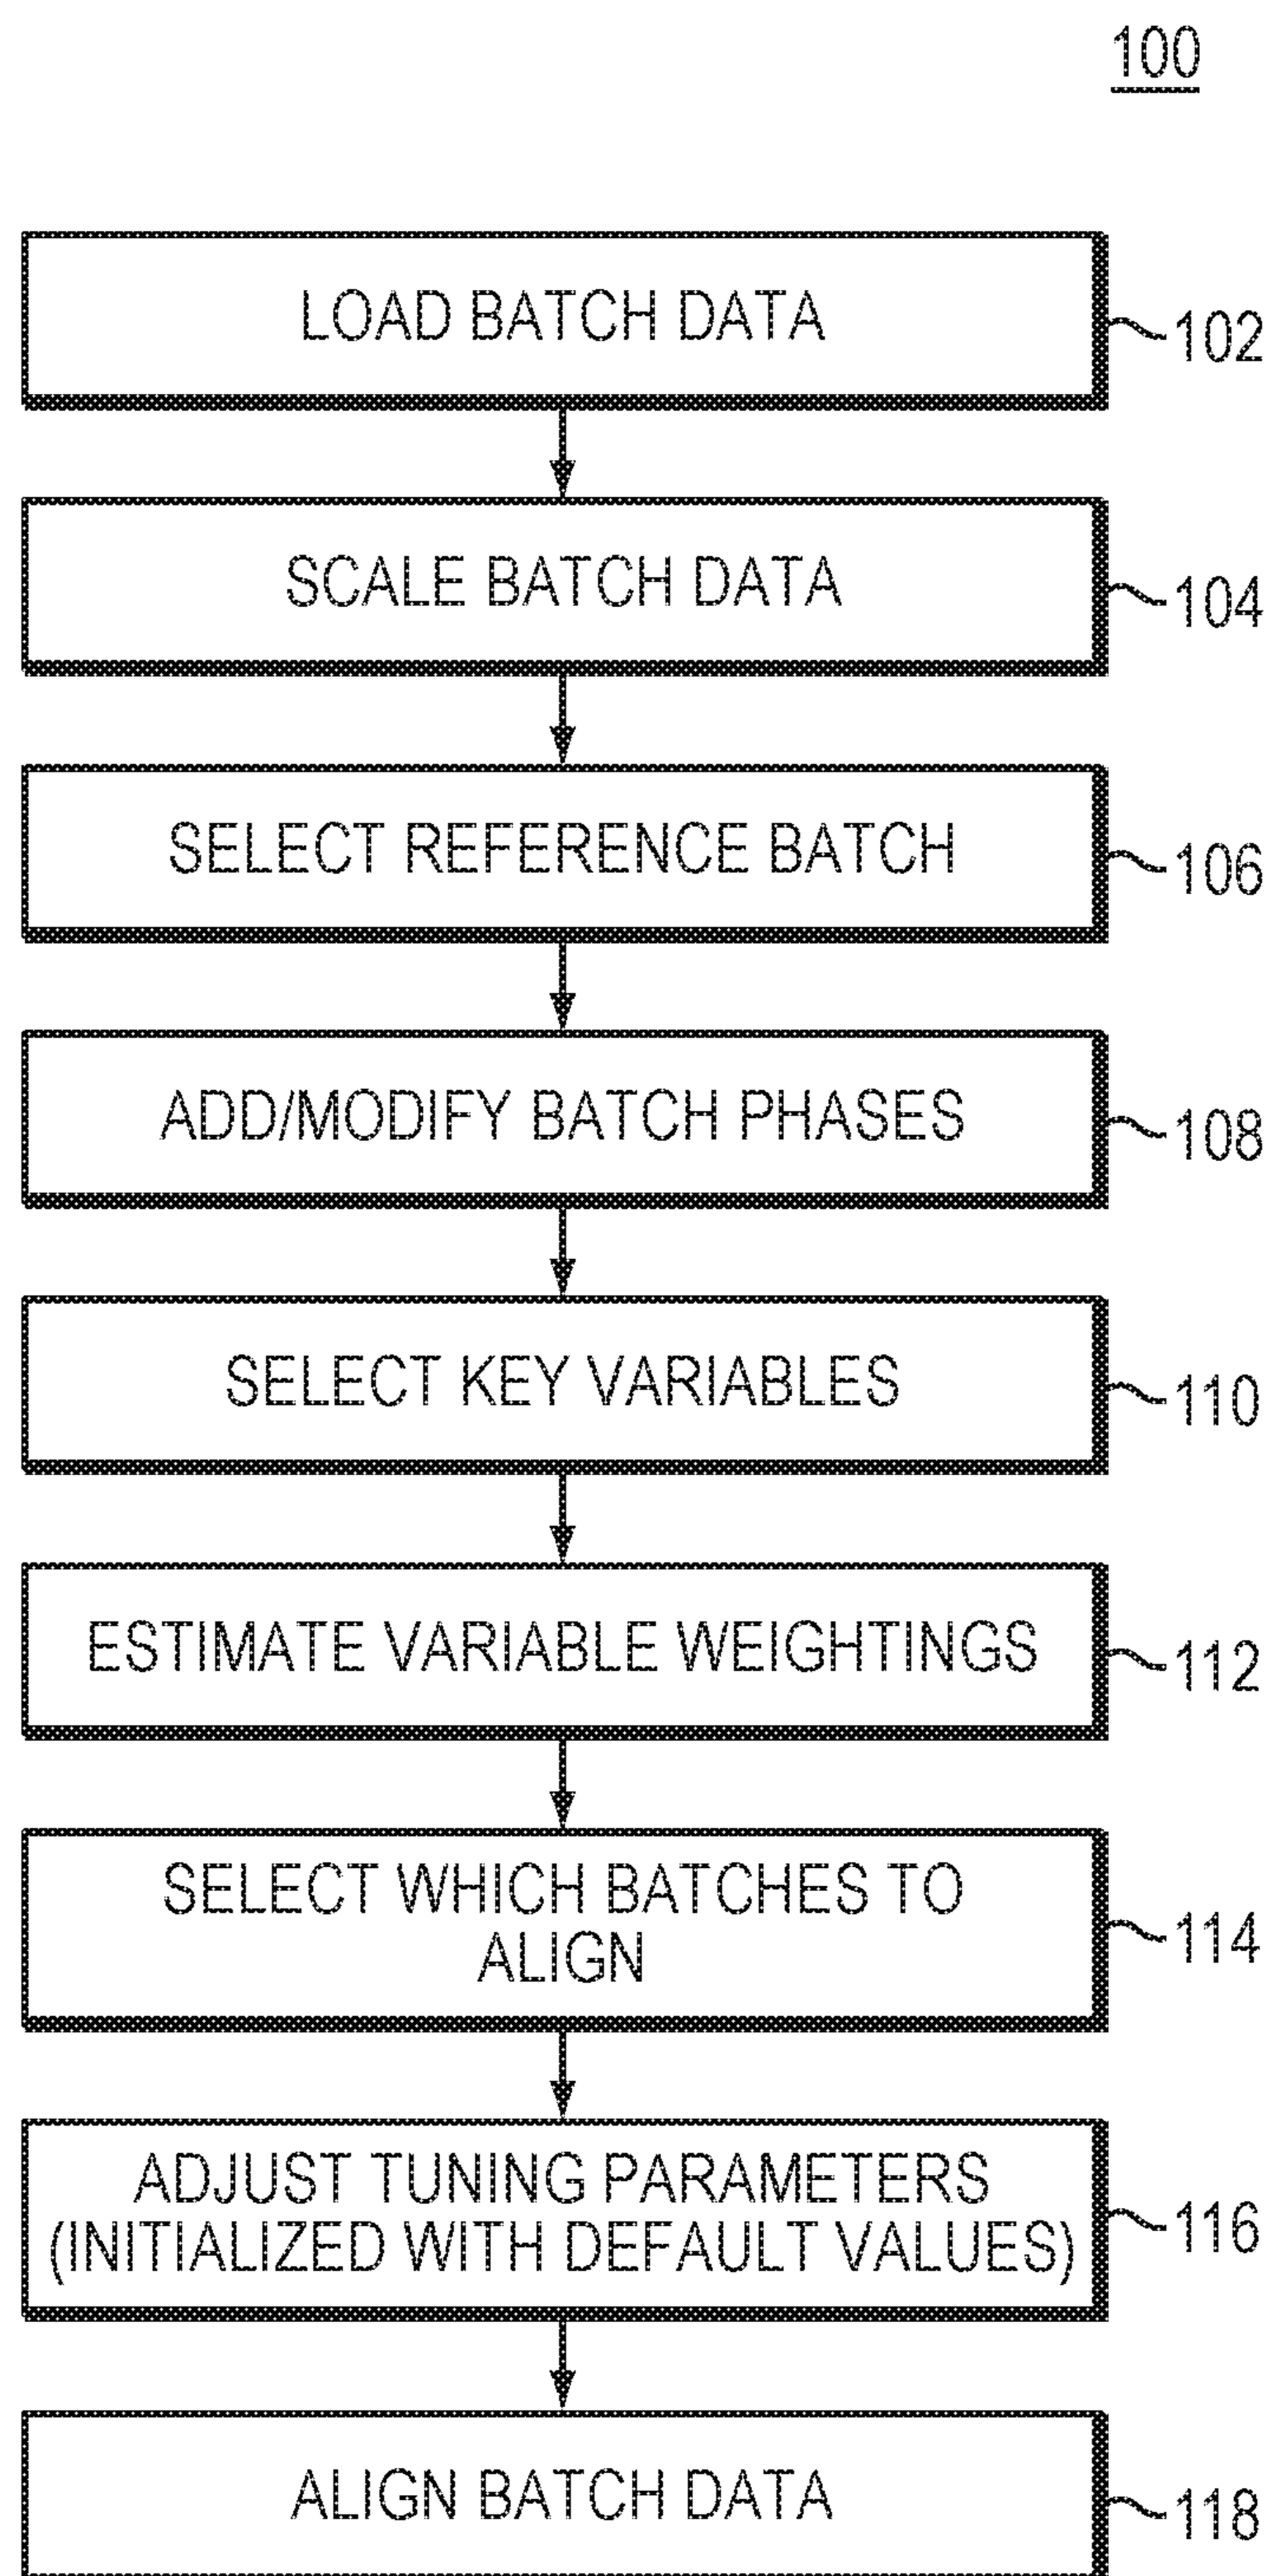 100
LOAD BATCH DATA
102
SCALE BATCH DATA
104
SELECT REFERENCE BATCH
106
ADD/MODIFY BATCH PHASES
108
SELECT KEY VARIABLES
110
ESTIMATE VARIABLE WEIGHTINGS
112
SELECT WHICH BATCHES TO
ALIGN
114
ADJUST TUNING PARAMETERS
(INITIALIZED WITH DEFAULT VALUES)
116
ALIGN BATCH DATA
118